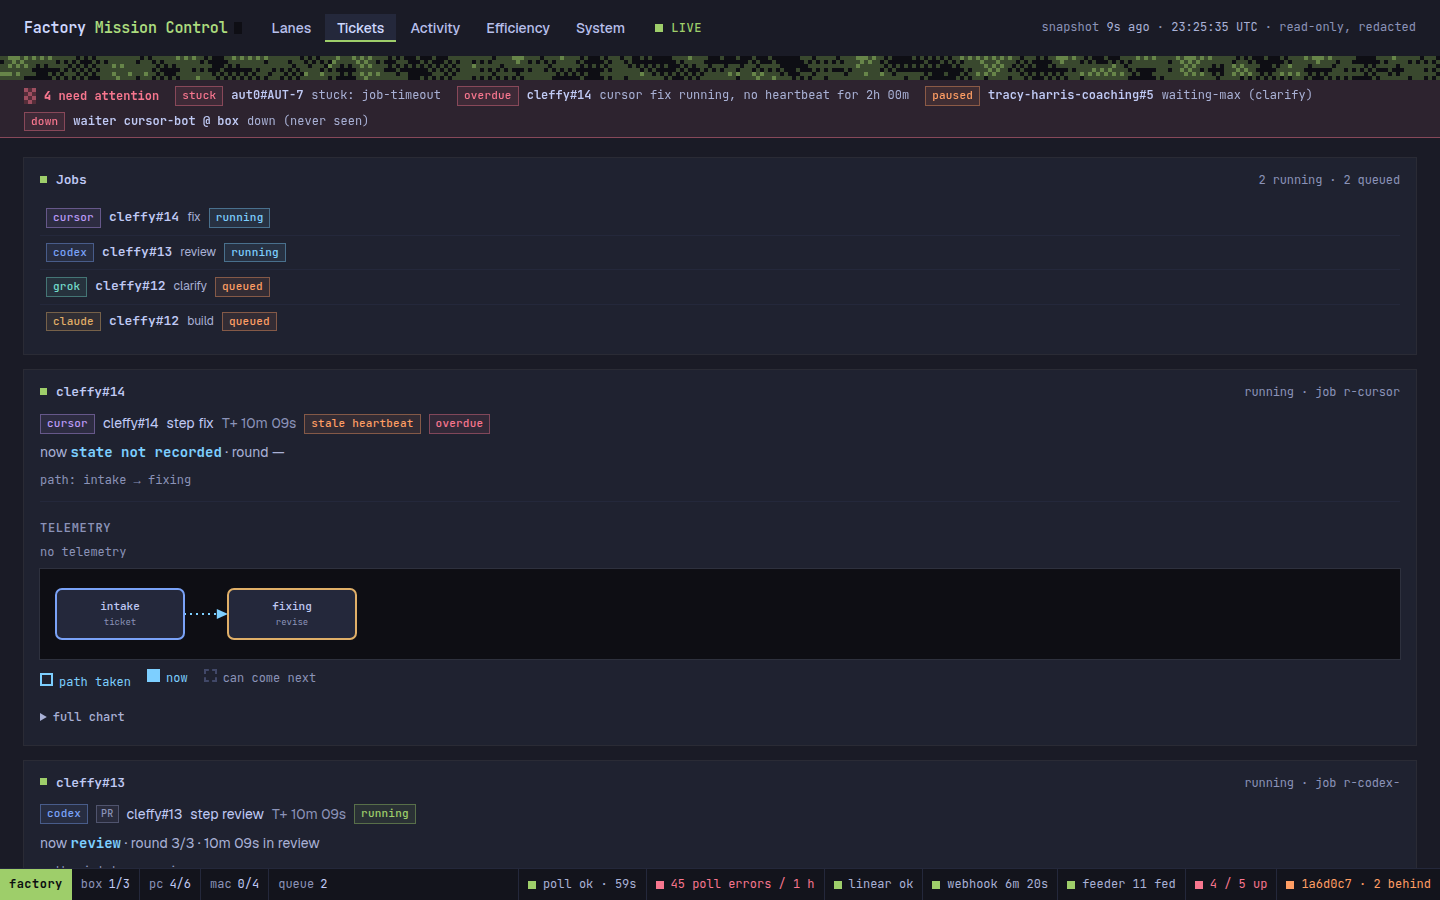 Factory Mission Control Lanes Tickets Activity Efficiency System LIVE snapshot 9s ago · 23:25:35 UTC · read-only, redacted
4 need attention stuck aut0#AUT-7 stuck: job-timeout overdue cleffy#14 cursor fix running, no heartbeat for 2h 00m paused tracy-harris-coaching#5 waiting-max (clarify)
down waiter cursor-bot @ box down (never seen)
Jobs 2 running · 2 queued
cursor cleffy#14 fix running
codex cleffy#13 review running
grok cleffy#12 clarify queued
claude cleffy#12 build queued
cleffy#14 running · job r-cursor
cursor cleffy#14 step fix T+ 10m 09s stale heartbeat overdue
now state not recorded · round —
path: intake → fixing
TELEMETRY
no telemetry
intake fixing
ticket revise
path taken now can come next
full chart
cleffy#13 running · job r-codex-
codex PR cleffy#13 step review T+ 10m 09s running
now review · round 3/3 · 10m 09s in review
factory box 1/3 pc 4/6 mac 0/4 queue 2 poll ok · 59s 45 poll errors / 1 h linear ok webhook 6m 20s feeder 11 fed 4 / 5 up 1a6d0c7 · 2 behind